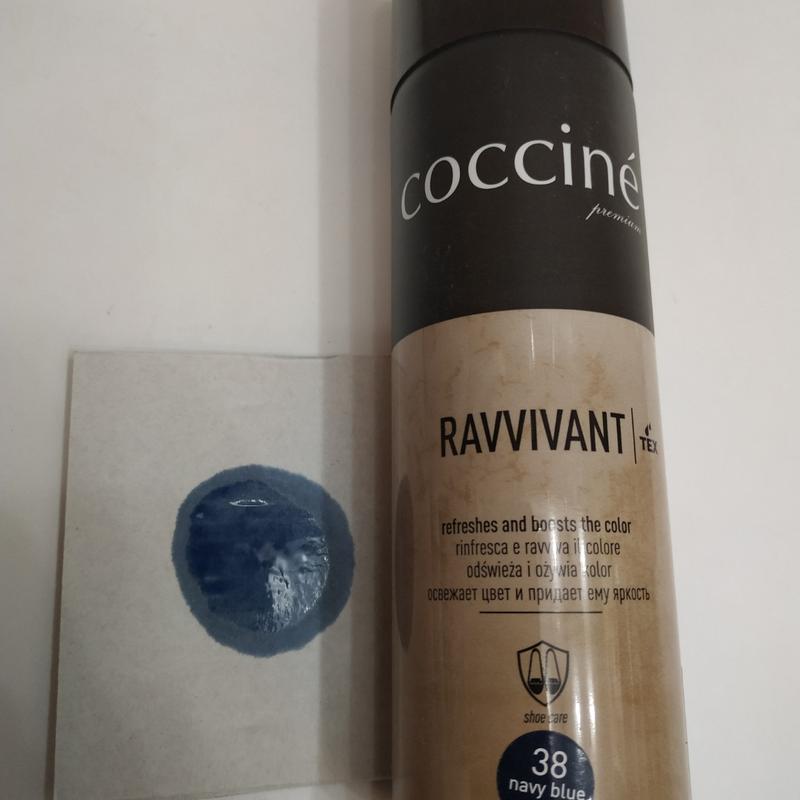 cocciné
premium
RAVVIVANT
TEX
refreshes and boosts the color
rinfresca e ravviva il colore
odświeża i ożywia kolor
освежает цвет и придает ему яркость
shoe care
38
navy blue